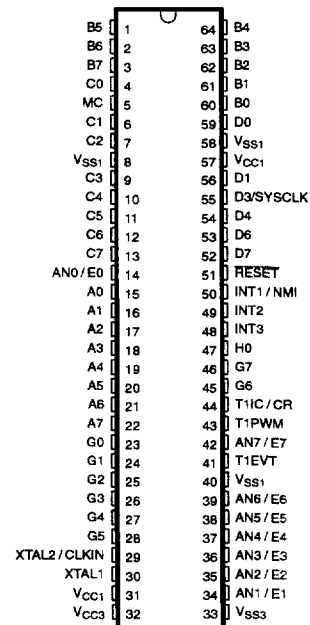 B5 1 64 B4
B6 2 63 B3
B7 3 62 B2
C0 4 61 B1
MC 5 60 B0
C1 6 59 D0
C2 7 58 VSS1
VSS1 8 57 VCC1
C3 9 56 D1
C4 10 55 D3/SYSCLK
C5 11 54 D4
C6 12 53 D6
C7 13 52 D7
AN0/E0 14 51 RESET
A0 15 50 INT1/NMI
A1 16 49 INT2
A2 17 48 INT3
A3 18 47 H0
A4 19 46 G7
A5 20 45 G6
A6 21 44 T1IC/CR
A7 22 43 T1PWM
G0 23 42 AN7/E7
G1 24 41 T1EVT
G2 25 40 VSS1
G3 26 39 AN6/E6
G4 27 38 AN5/E5
G5 28 37 AN4/E4
XTAL2/CLKIN 29 36 AN3/E3
XTAL1 30 35 AN2/E2
VCC1 31 34 AN1/E1
VCC3 32 33 VSS3